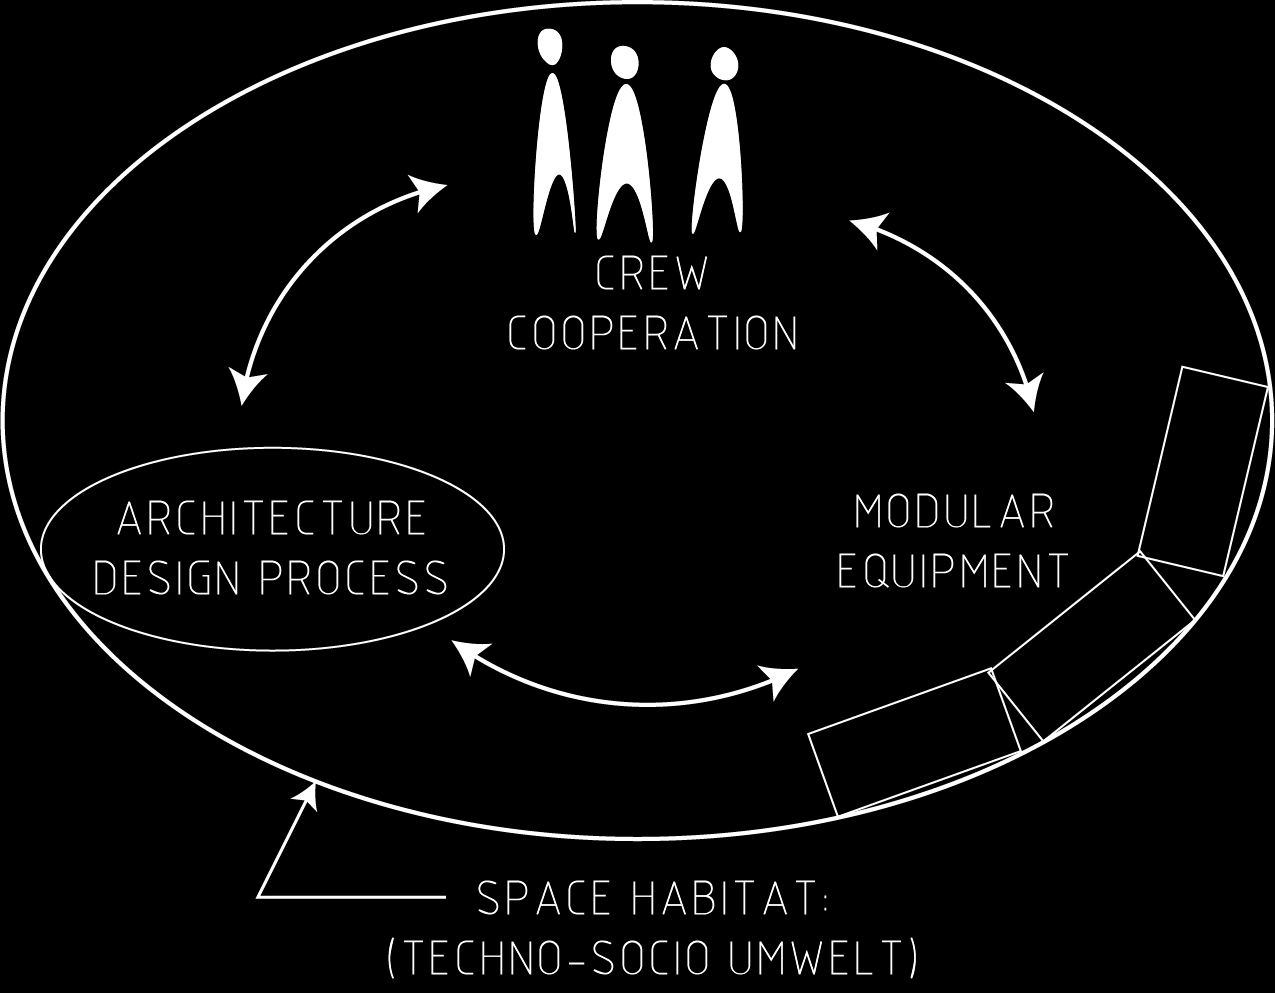 CREW
COOPERATION
ARCHITECTURE
DESIGN PROCESS
MODULAR
EQUIPMENT
SPACE HABITAT:
(TECHNO-SOCIO UMWELT)